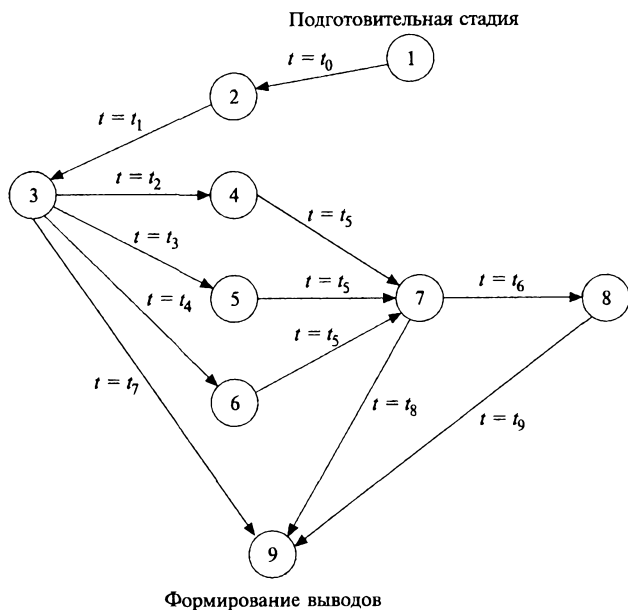 Подготовительная стадия
t = t₀
1
2
t = t₁
3
t = t₂
4
t = t₃
t = t₅
t = t₄
5
t = t₅
7
t = t₆
8
t = t₅
6
t = t₇
t = t₈
t = t₉
9
Формирование выводов